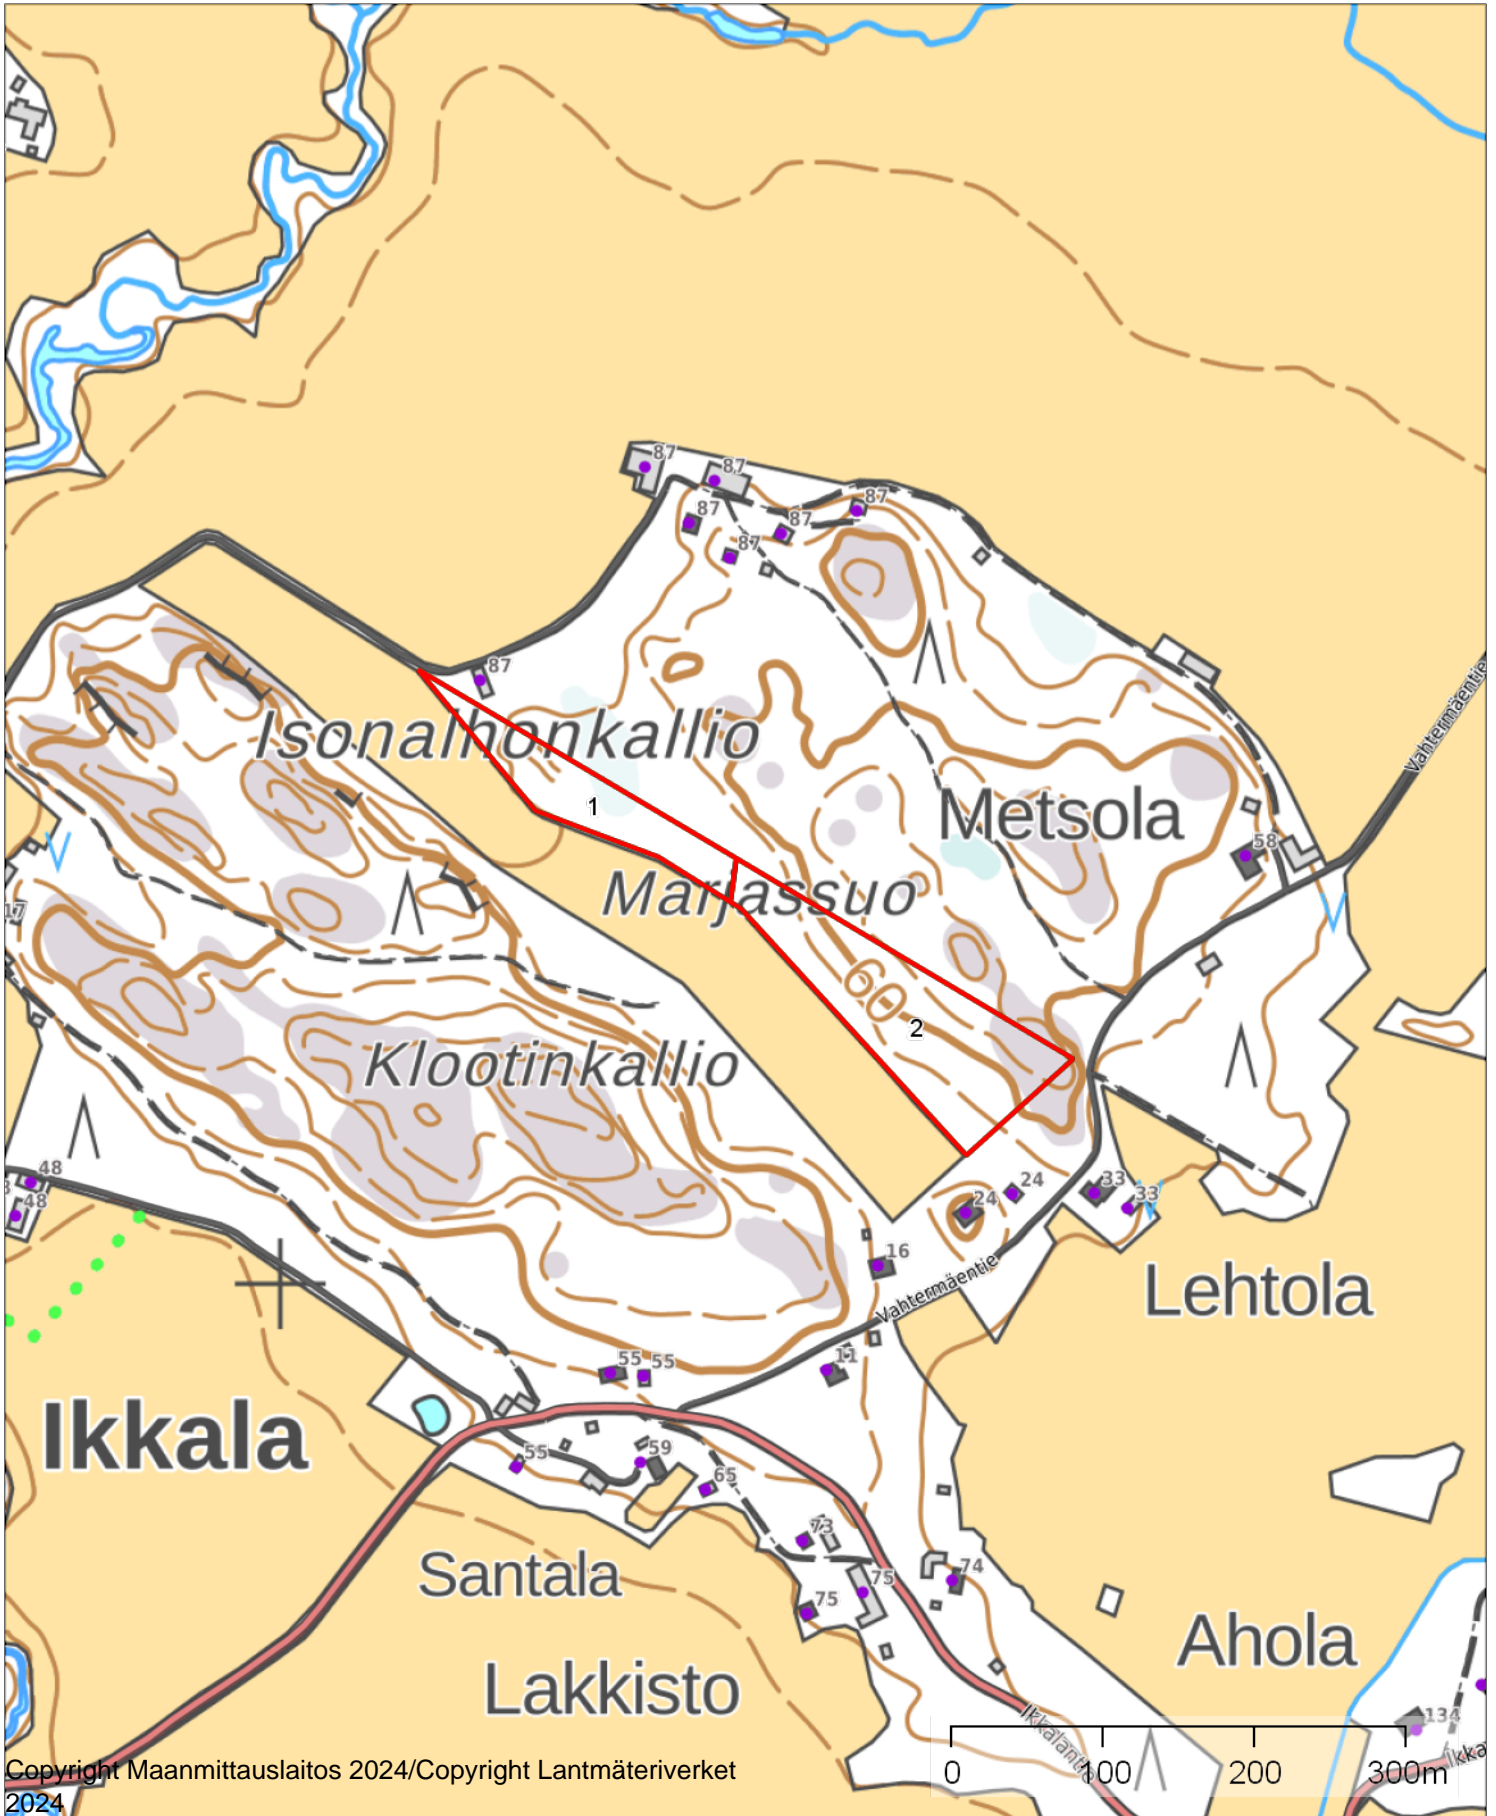 87
87
87
87
87
87
87
Isonalhonkallio
1
Metsola
Vahtermäentie
58
Marjassuo
17
60
2
Klootinkallio
48
48
24
24
33
33
16
Vahtermäentie
Lehtola
11
55
55
Ikkala
55
59
65
73
75
75
74
Santala
Lakkisto
Ahola
134
Ikkalantie
0
100
200
300m
Copyright Maanmittauslaitos 2024/Copyright Lantmäteriverket
2024